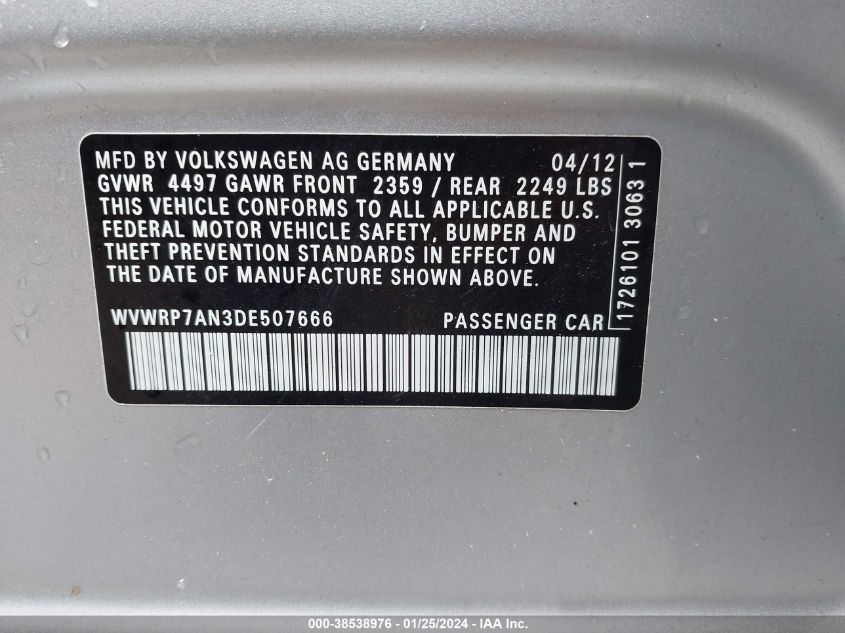 MFD BY VOLKSWAGEN AG GERMANY 04/12
GVWR 4497 GAWR FRONT 2359 / REAR 2249 LBS
THIS VEHICLE CONFORMS TO ALL APPLICABLE U.S.
FEDERAL MOTOR VEHICLE SAFETY, BUMPER AND
THEFT PREVENTION STANDARDS IN EFFECT ON
THE DATE OF MANUFACTURE SHOWN ABOVE.
WVWRP7AN3DE507666 PASSENGER CAR
1726101 3063 1
000-38538976 - 01/25/2024 - IAA Inc.